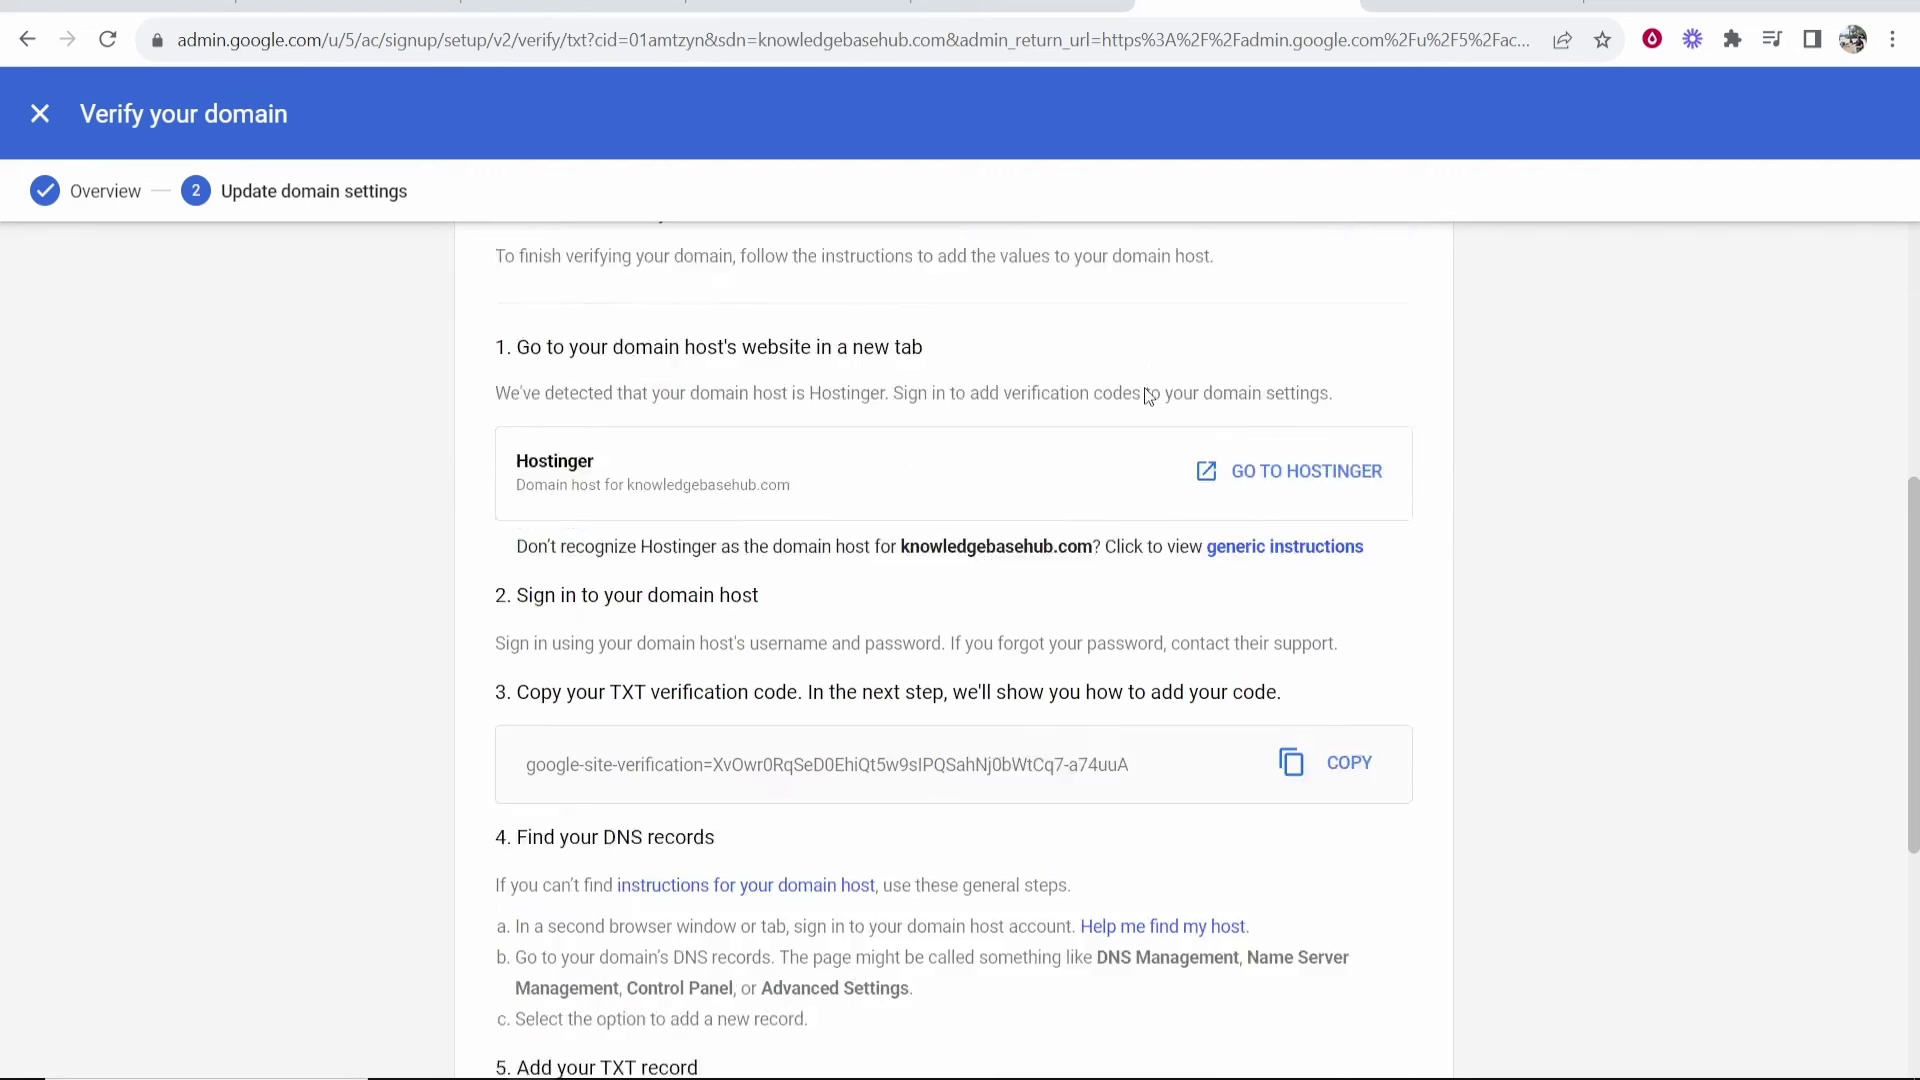 admin.google.com/u/5/ac/signup/setup/v2/verify/txt?cid=01amtzyn&sdn=knowledgebasehub.com&admin_return_url=https%3A%2F%2Fadmin.google.com%2Fu%2F5%2Fac...
Verify your domain
Overview
2 Update domain settings
To finish verifying your domain, follow the instructions to add the values to your domain host.
1. Go to your domain host's website in a new tab
We've detected that your domain host is Hostinger. Sign in to add verification codes to your domain settings.
Hostinger
Domain host for knowledgebasehub.com
GO TO HOSTINGER
Don't recognize Hostinger as the domain host for knowledgebasehub.com? Click to view generic instructions
2. Sign in to your domain host
Sign in using your domain host's username and password. If you forgot your password, contact their support.
3. Copy your TXT verification code. In the next step, we'll show you how to add your code.
google-site-verification=XvOwr0RqSeD0EhiQt5w9sIPQSahNj0bWtCq7-a74uuA
COPY
4. Find your DNS records
If you can't find instructions for your domain host, use these general steps.
a. In a second browser window or tab, sign in to your domain host account. Help me find my host.
b. Go to your domain's DNS records. The page might be called something like DNS Management, Name Server
Management, Control Panel, or Advanced Settings.
c. Select the option to add a new record.
5. Add your TXT record